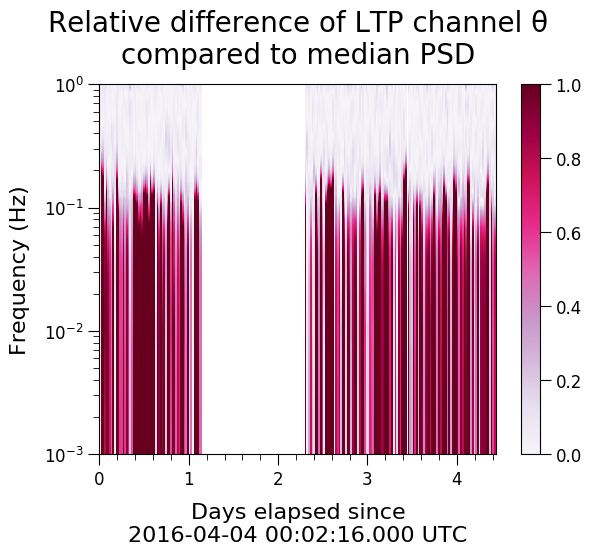 Relative difference of LTP channel θ
compared to median PSD
10⁰
10⁻¹
10⁻²
10⁻³
Frequency (Hz)
0 1 2 3 4
Days elapsed since
2016-04-04 00:02:16.000 UTC
1.0
0.8
0.6
0.4
0.2
0.0